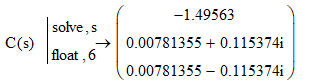 C(s) | solve , s
float , 6 →
-1.49563
0.00781355 + 0.115374i
0.00781355 - 0.115374i